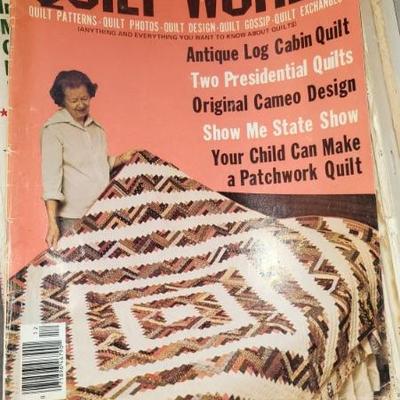 QUILT WORLD
QUILT PATTERNS · QUILT PHOTOS · QUILT DESIGN · QUILT GOSSIP · QUILT EXCHANGES
(ANYTHING AND EVERYTHING YOU WANT TO KNOW ABOUT QUILTS)
Antique Log Cabin Quilt
Two Presidential Quilts
Original Cameo Design
Show Me State Show
Your Child Can Make
a Patchwork Quilt